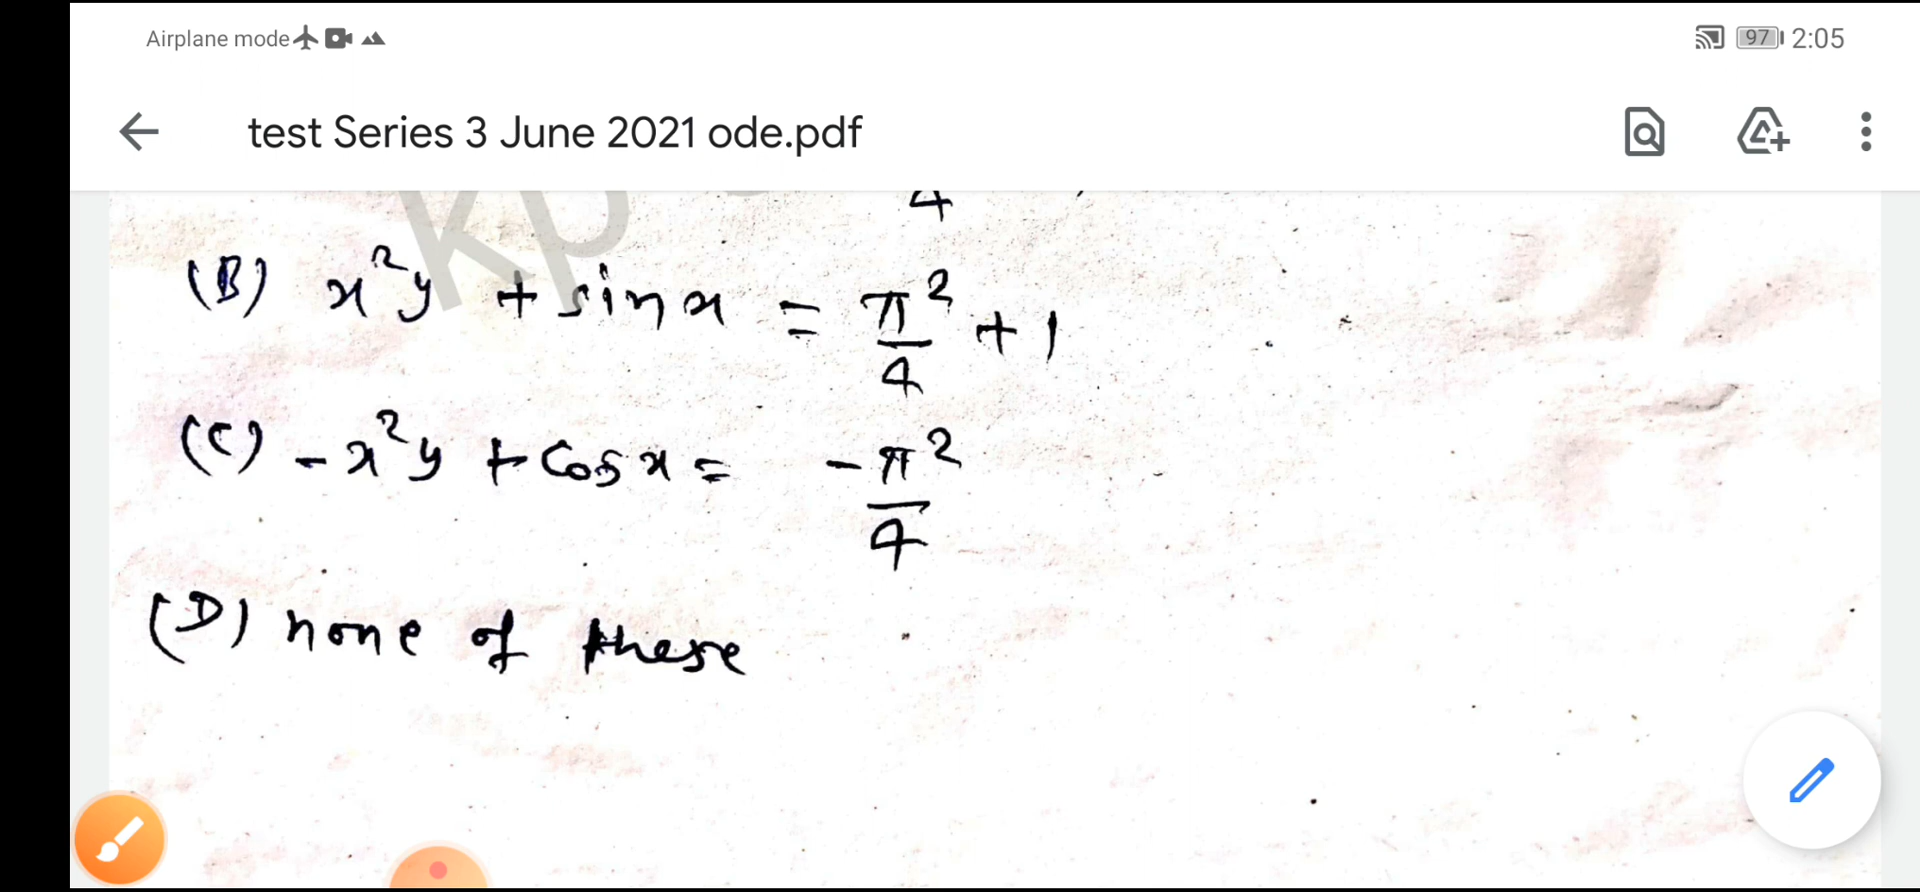 Airplane mode 97 2:05
test Series 3 June 2021 ode.pdf
kp
4
(B) x²y + sin x = π²/4 + 1
(C) -x²y + Cos x = -π²/4
(D) none of these